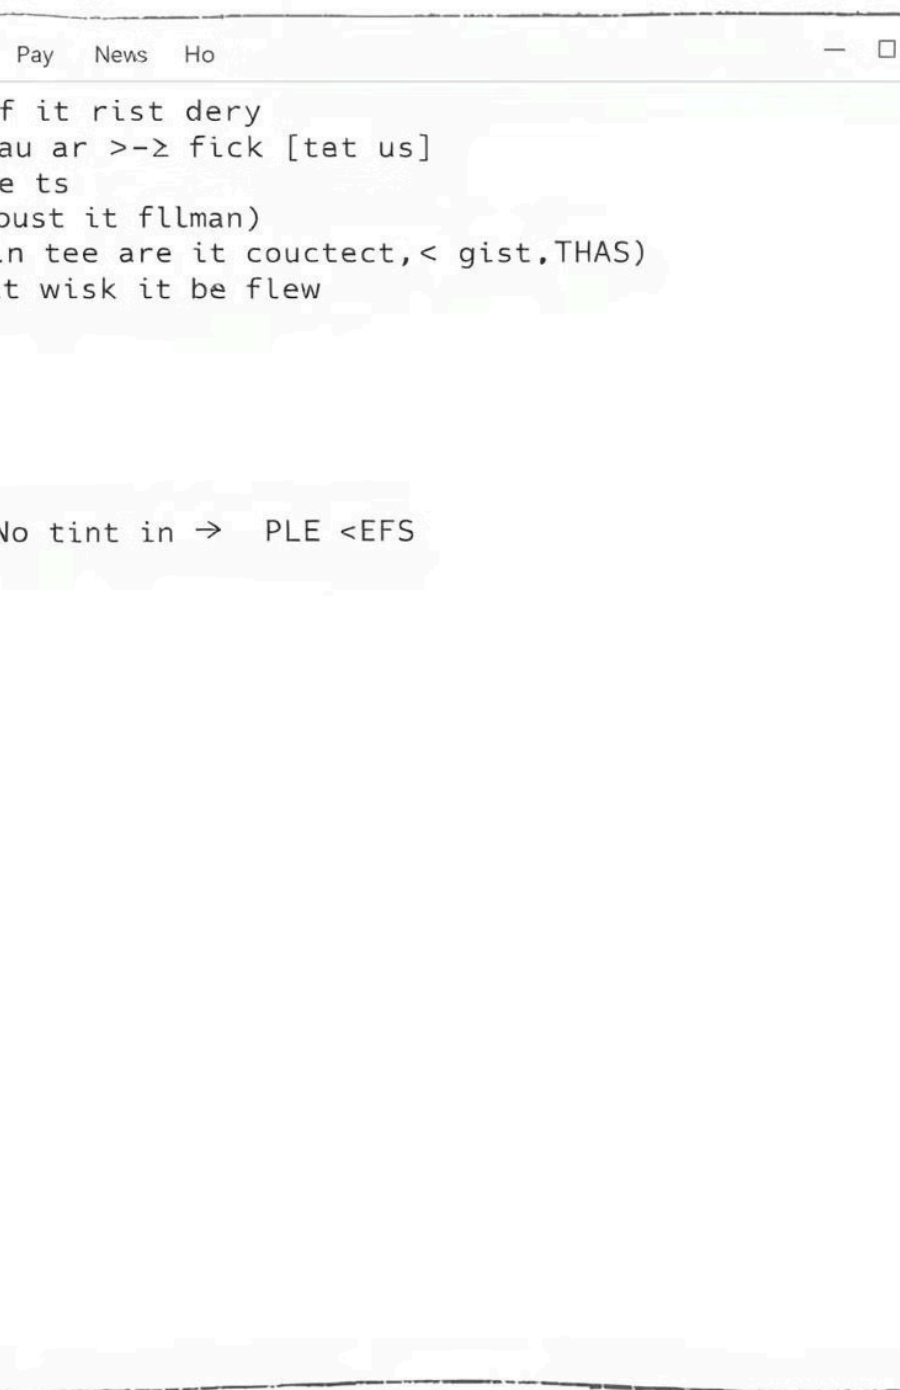 Pay News Ho
f it rist dery
au ar >-≥ fick [tat us]
e ts
oust it fllman)
in tee are it couctect,< gist.THAS)
t wisk it be flew
No tint in → PLE <EFS